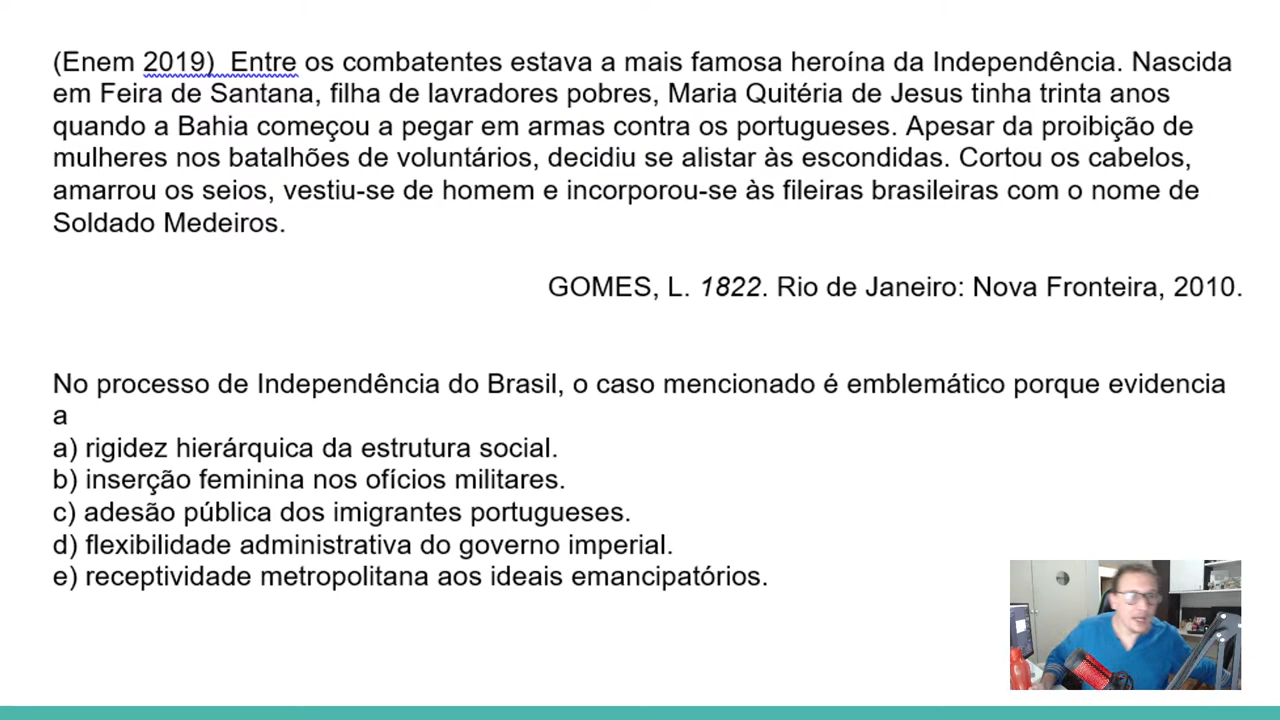 (Enem 2019)  Entre os combatentes estava a mais famosa heroína da Independência. Nascida
em Feira de Santana, filha de lavradores pobres, Maria Quitéria de Jesus tinha trinta anos
quando a Bahia começou a pegar em armas contra os portugueses. Apesar da proibição de
mulheres nos batalhões de voluntários, decidiu se alistar às escondidas. Cortou os cabelos,
amarrou os seios, vestiu-se de homem e incorporou-se às fileiras brasileiras com o nome de
Soldado Medeiros.
GOMES, L. 1822. Rio de Janeiro: Nova Fronteira, 2010.
No processo de Independência do Brasil, o caso mencionado é emblemático porque evidencia
a
a) rigidez hierárquica da estrutura social.
b) inserção feminina nos ofícios militares.
c) adesão pública dos imigrantes portugueses.
d) flexibilidade administrativa do governo imperial.
e) receptividade metropolitana aos ideais emancipatórios.